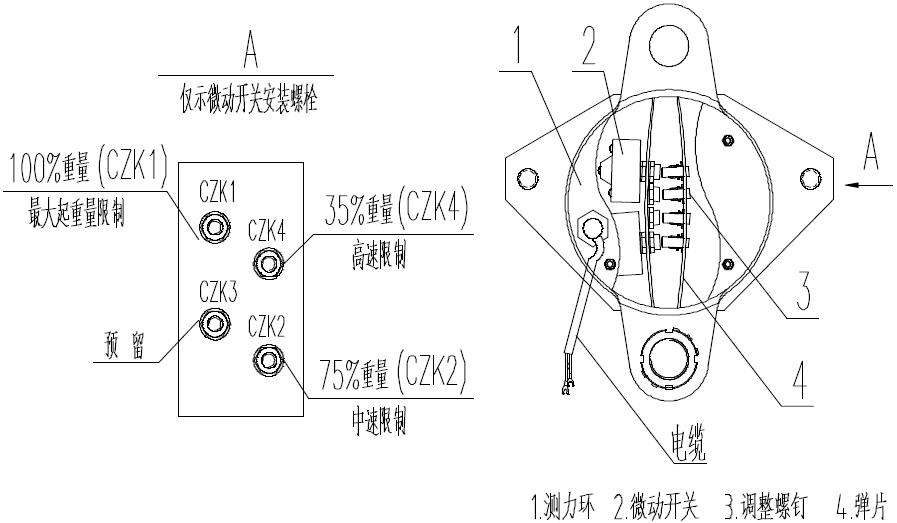 A
仅示微动开关安装螺栓
100%重量(CZK1)
最大起重量限制
CZK1
CZK4
35%重量(CZK4)
高速限制
CZK3
CZK2
预 留
75%重量(CZK2)
中速限制
1
2
A
3
4
电缆
1.测力环 2.微动开关 3.调整螺钉 4.弹片